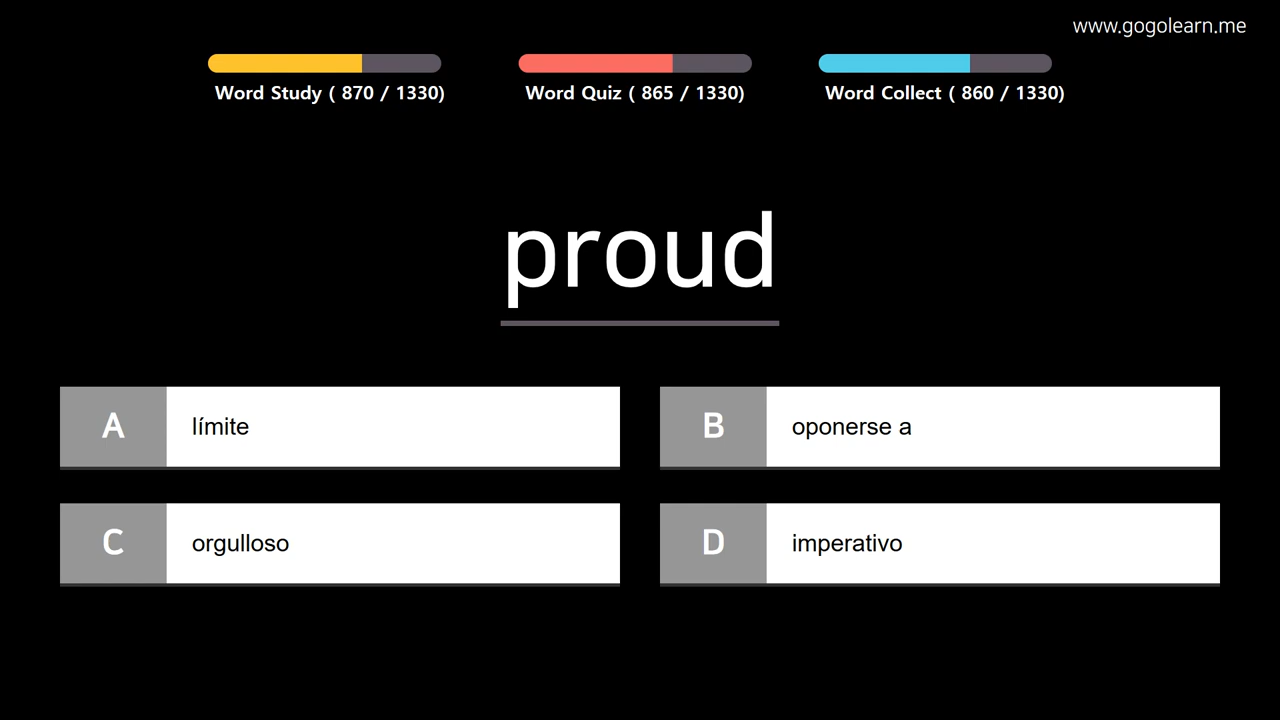 www.gogolearn.me
Word Study ( 870 / 1330)
Word Quiz ( 865 / 1330)
Word Collect ( 860 / 1330)
proud
A límite
B oponerse a
C orgulloso
D imperativo